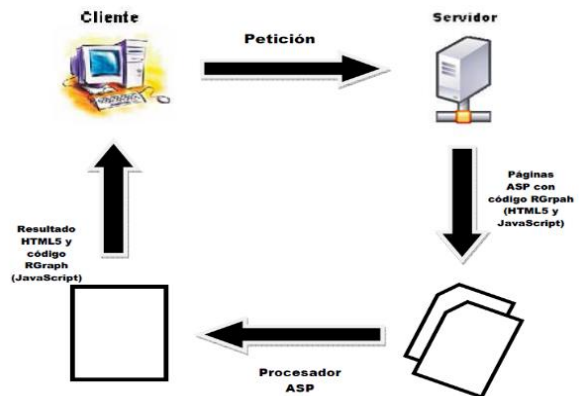 Cliente
Servidor
Petición
Páginas
ASP con
código RGrpah
(HTML5 y
JavaScript)
Resultado
HTML5 y
código
RGraph
(JavaScript)
Procesador
ASP